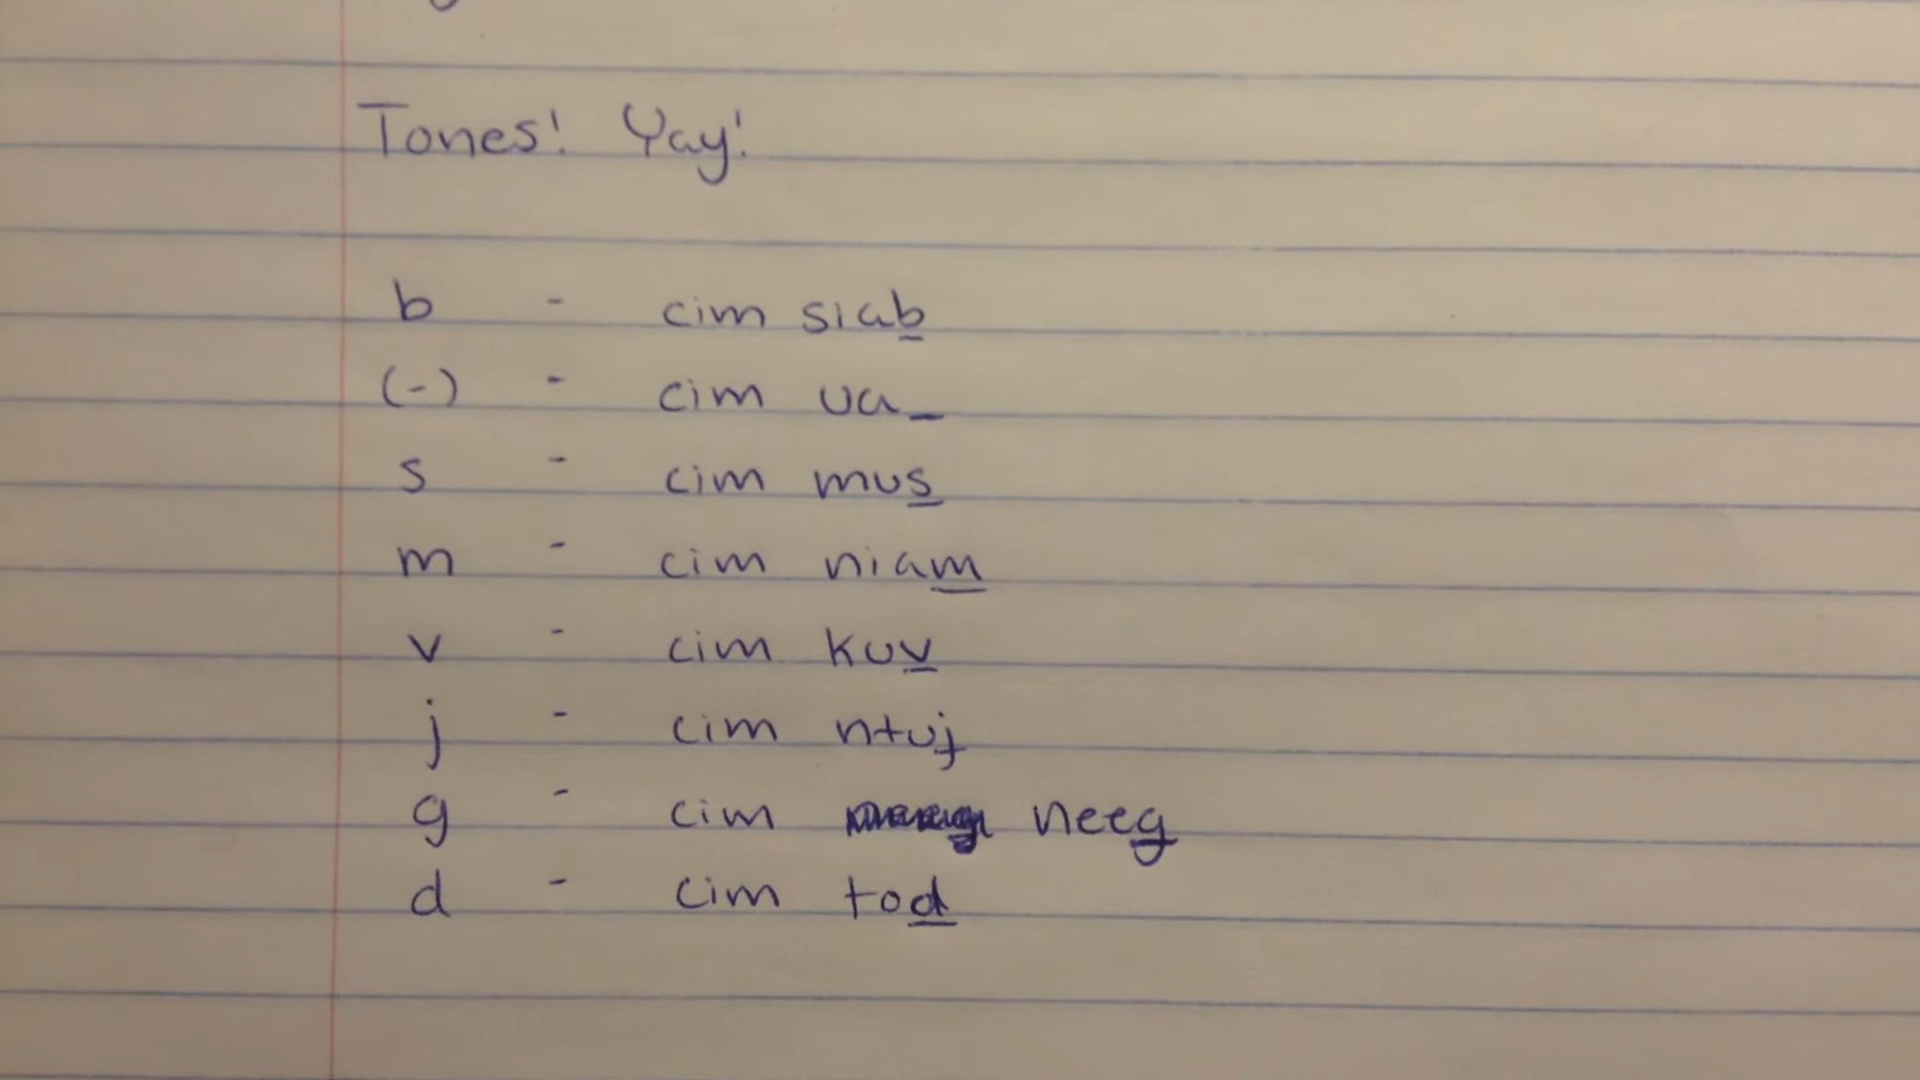 Tones! Yay!
b - cim siab
(-) - cim ua_
s - cim mus
m - cim niam
v - cim kuv
j - cim ntuj
g - cim neeg
d - cim tod